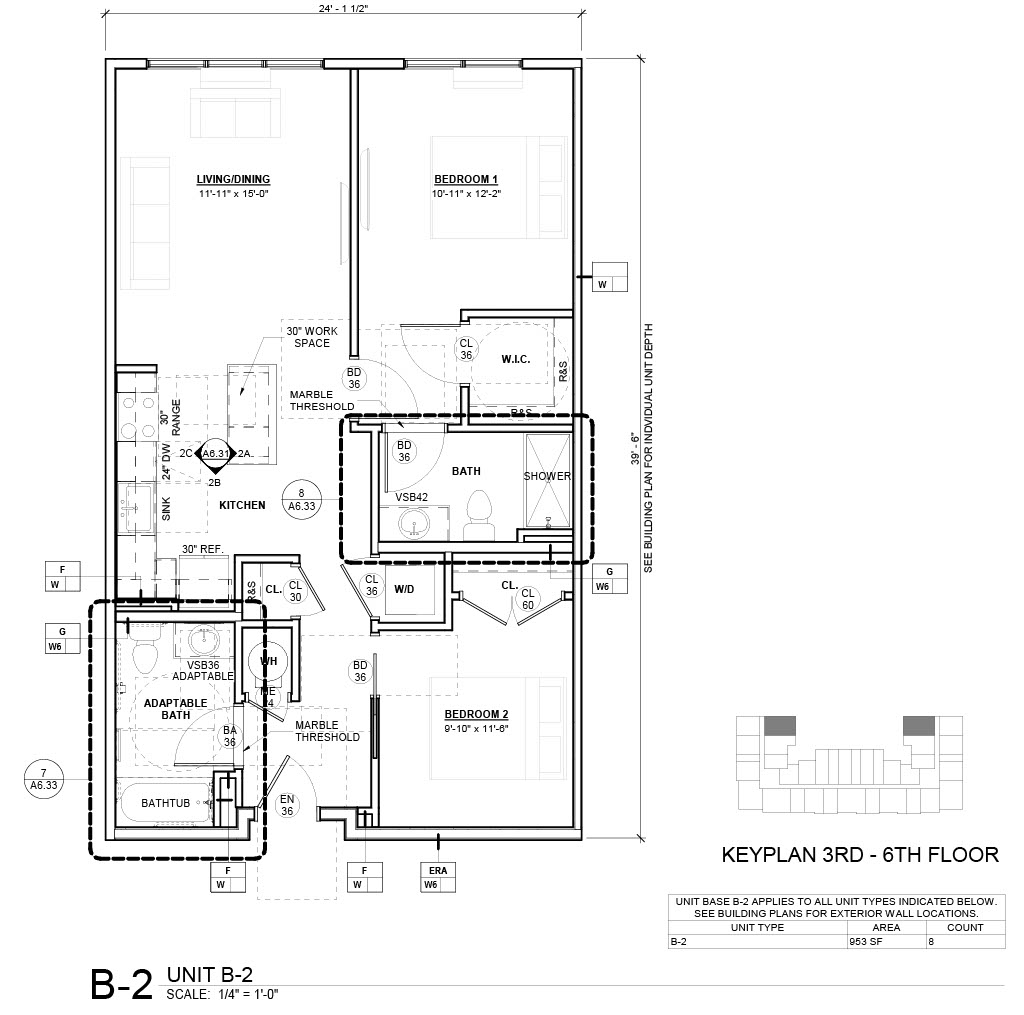 24' - 1 1/2"
LIVING/DINING
11'-11" x 15'-0"
BEDROOM 1
10'-11" x 12'-2"
W
30" WORK
SPACE
CL
36
W.I.C.
R&S
R&S
BD
36
MARBLE
THRESHOLD
30"
RANGE
24" DW
SINK
2C
A6.31
2A
2B
KITCHEN
8
A6.33
BD
36
BATH
SHOWER
VSB42
39' - 6"
SEE BUILDING PLAN FOR INDVIDUAL UNIT DEPTH
30" REF.
F
W
G
W6
R&S
CL.
CL
30
CL
36
W/D
CL.
CL
60
G
W6
VSB36
ADAPTABLE
WH
ME
24
BD
36
ADAPTABLE
BATH
BA
36
MARBLE
THRESHOLD
BEDROOM 2
9'-10" x 11'-6"
7
A6.33
BATHTUB
EN
36
F
W
F
W
ERA
W6
KEYPLAN 3RD - 6TH FLOOR
UNIT BASE B-2 APPLIES TO ALL UNIT TYPES INDICATED BELOW.
SEE BUILDING PLANS FOR EXTERIOR WALL LOCATIONS.
UNIT TYPE AREA COUNT
B-2 953 SF 8
B-2
UNIT B-2
SCALE: 1/4" = 1'-0"